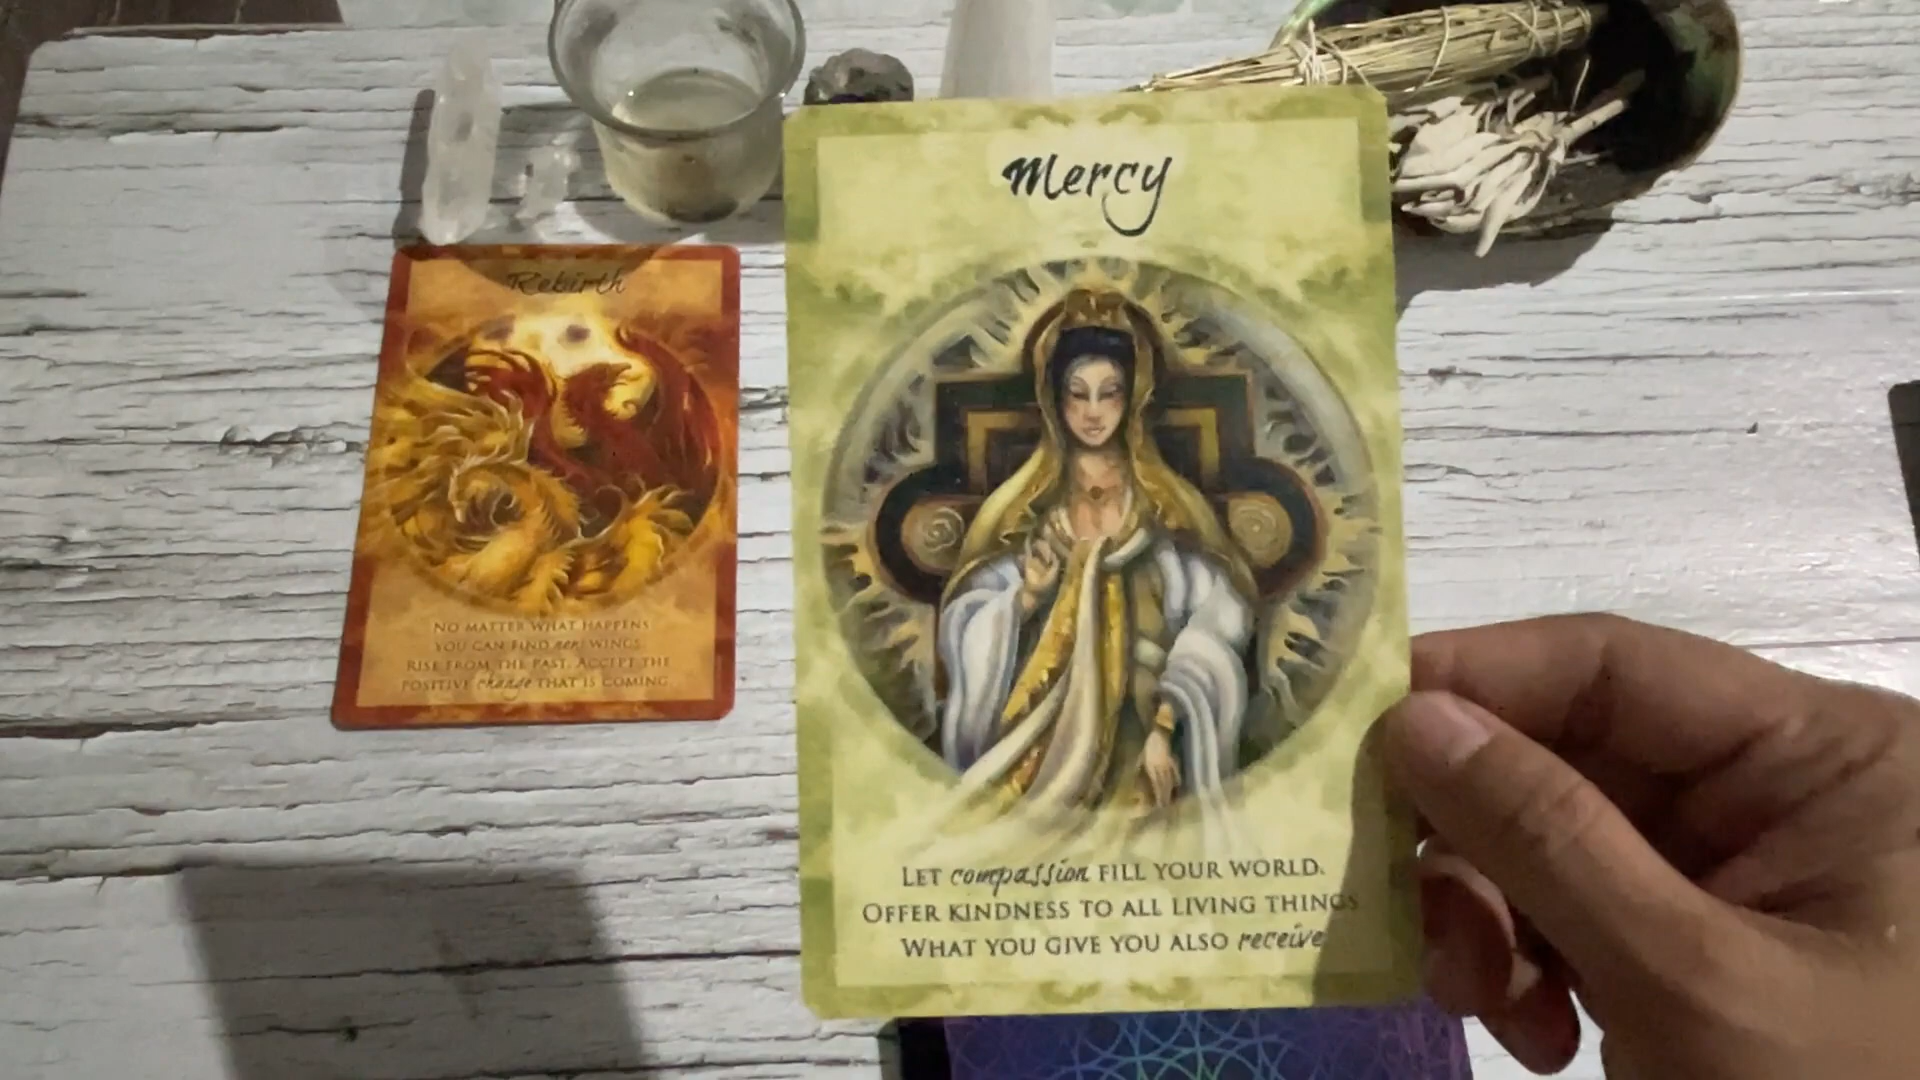 Rebirth
NO MATTER WHAT HAPPENS
YOU CAN FIND new WINGS.
RISE FROM THE PAST. ACCEPT THE
POSITIVE change THAT IS COMING.
Mercy
LET compassion FILL YOUR WORLD.
OFFER KINDNESS TO ALL LIVING THINGS
WHAT YOU GIVE YOU ALSO receive